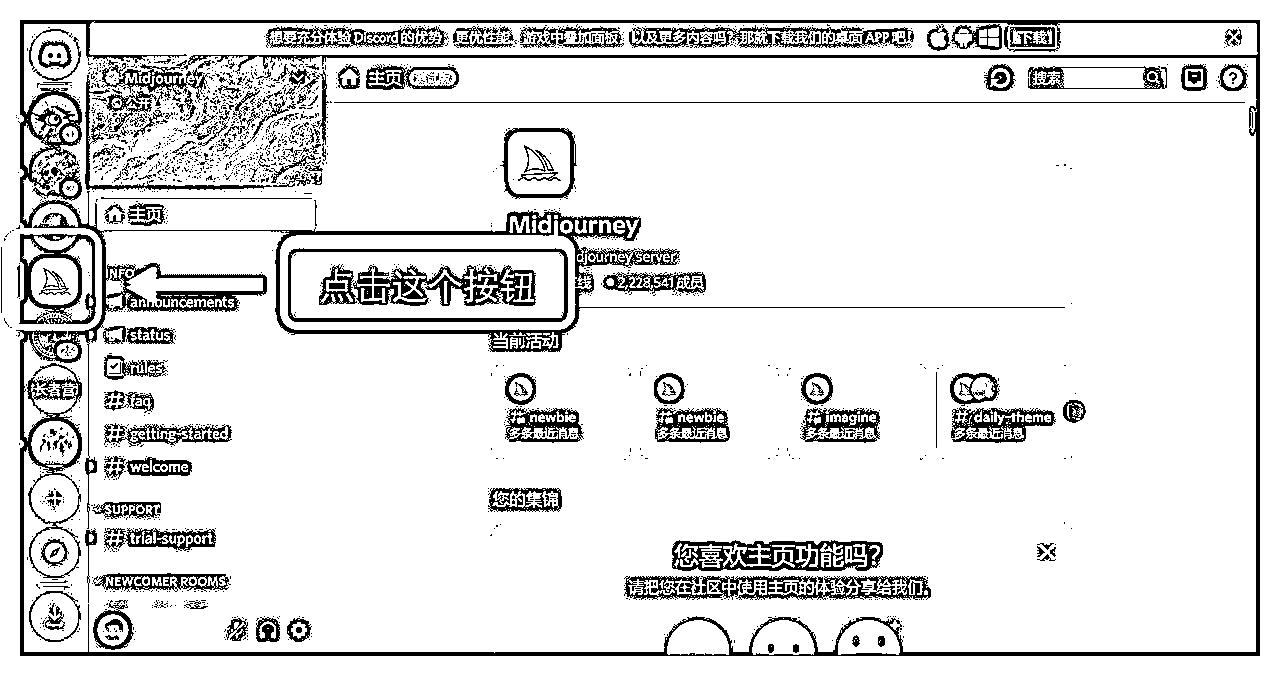 想要充分体验 Discord 的优势：更优性能、游戏中叠加面板，以及更多内容吗？那就下载我们的桌面 APP 吧！
下载
Midjourney
公开
主页
搜索
主页
Midjourney
djourney server
2,228,541 成员
INFO
点击这个按钮
announcements
status
rules
faq
getting-started
welcome
SUPPORT
trial-support
NEWCOMER ROOMS
当前活动
newbie
多条最近消息
newbie
多条最近消息
imagine
多条最近消息
daily-theme
多条最近消息
您的集锦
您喜欢主页功能吗？
请把您在社区中使用主页的体验分享给我们。